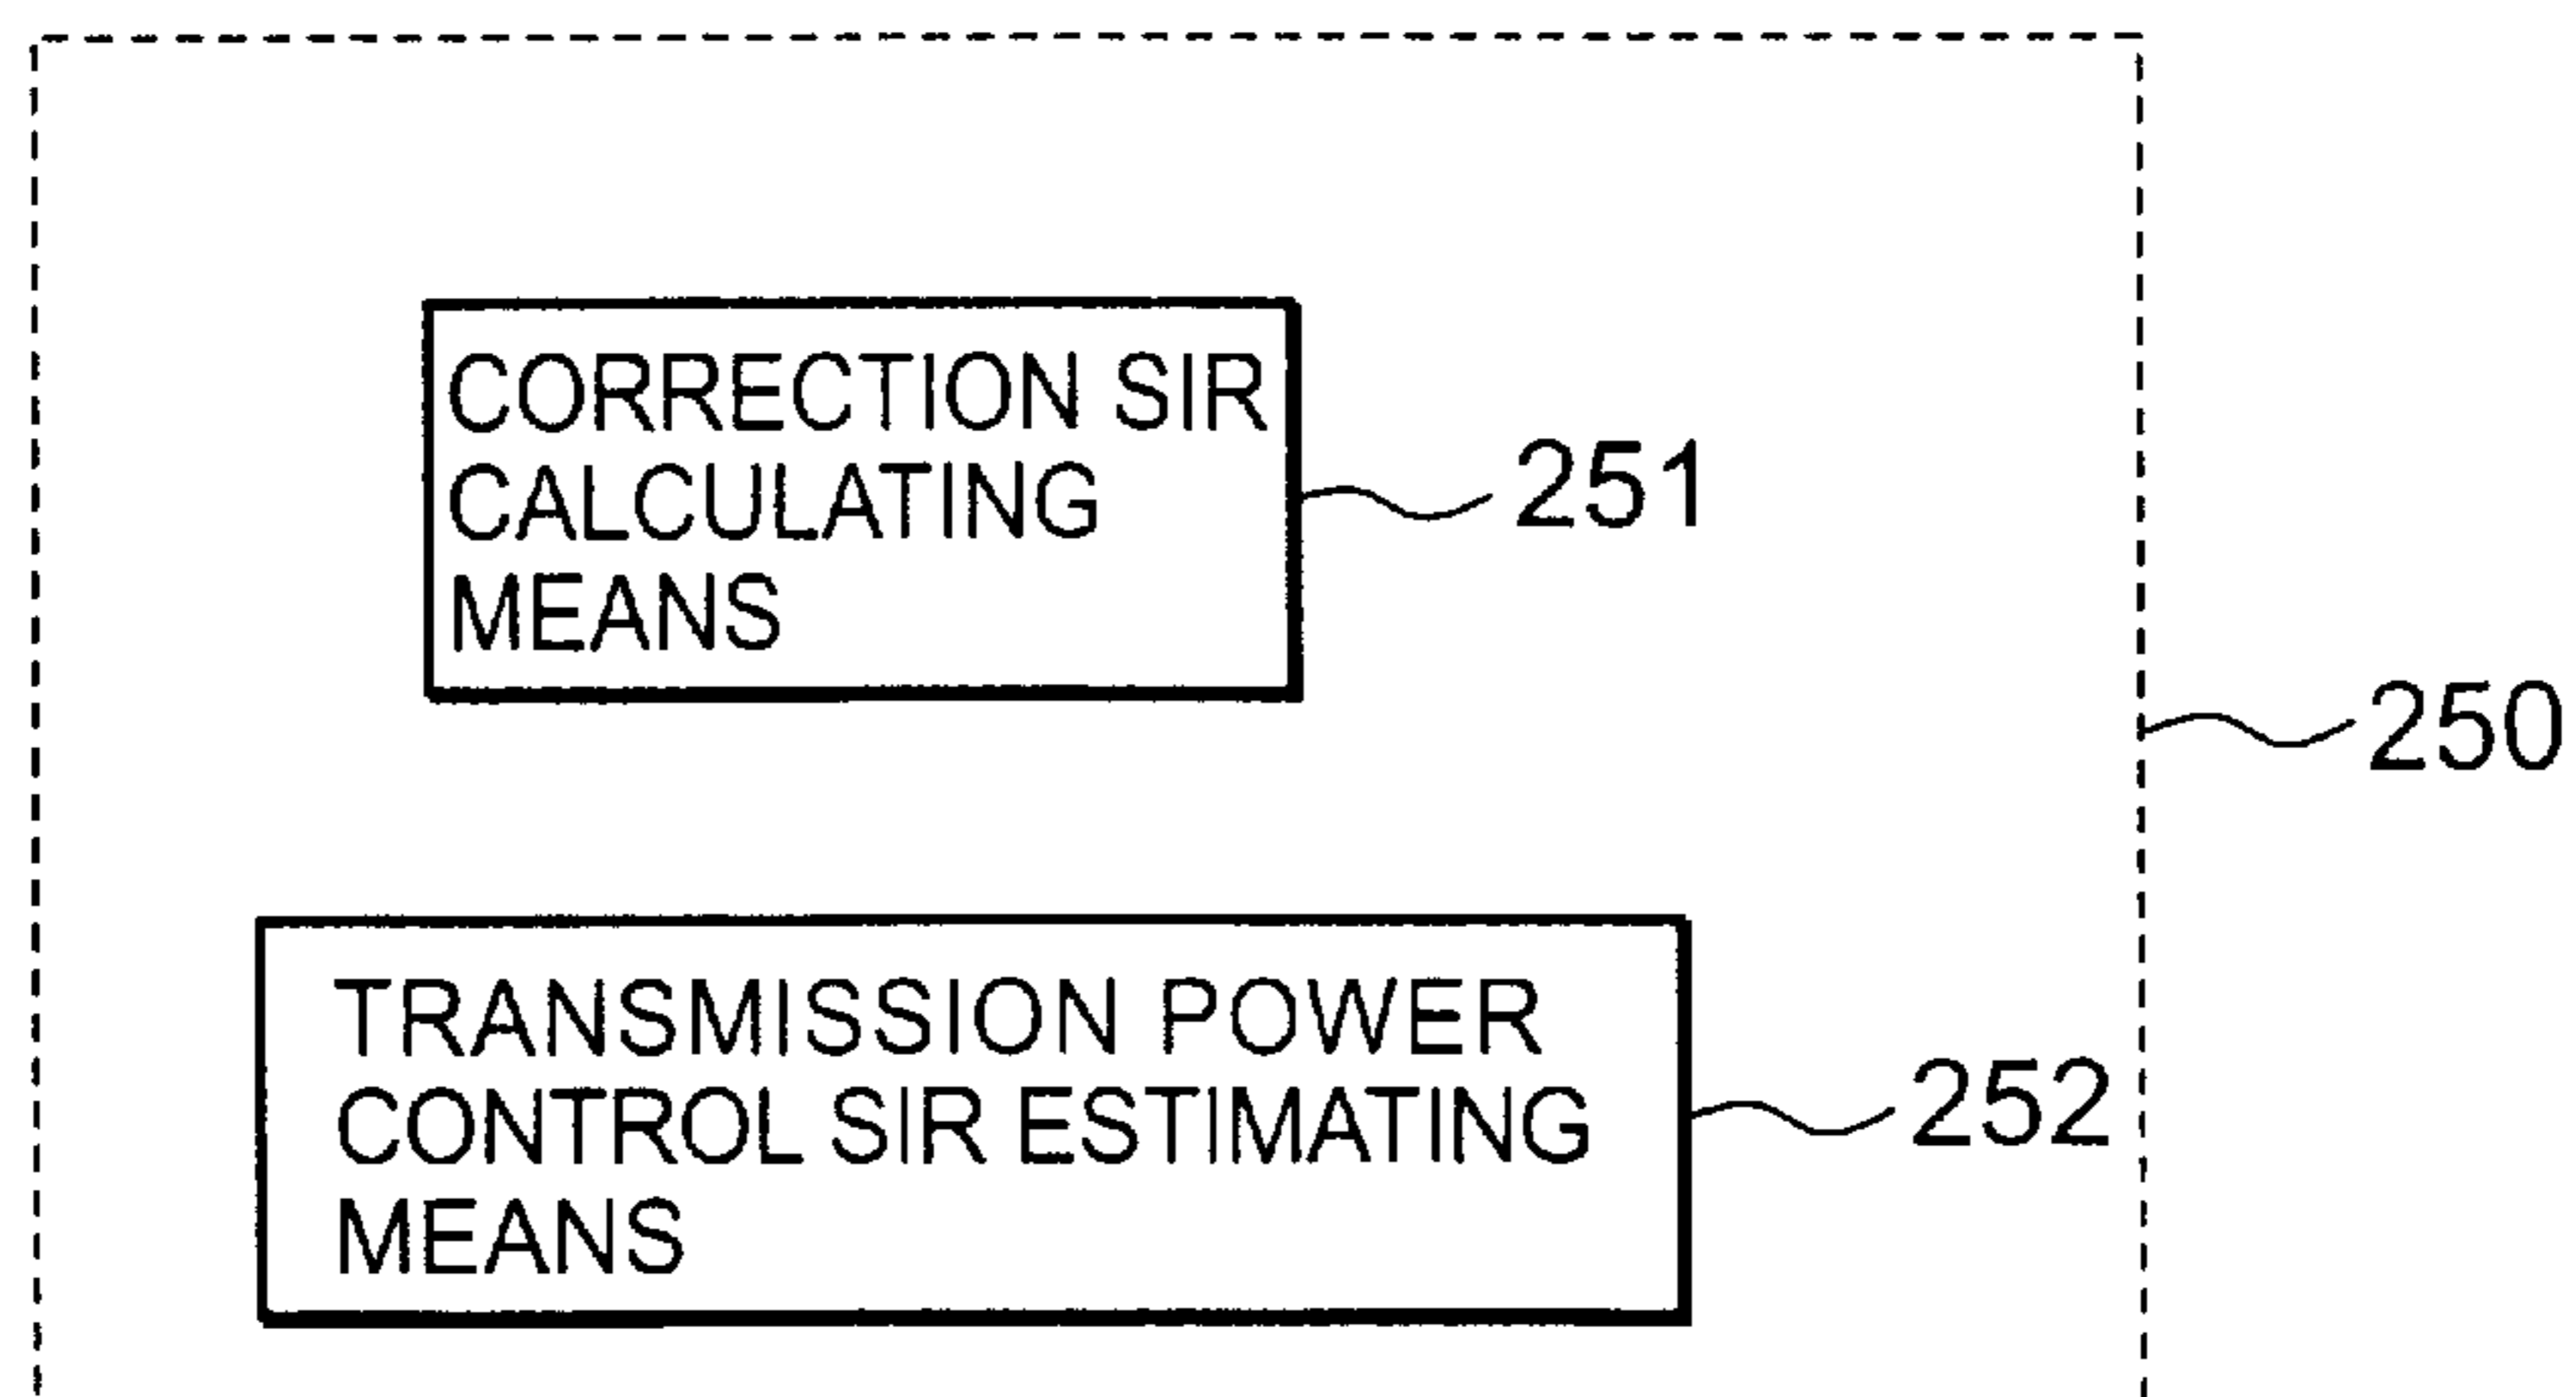 CORRECTION SIR
CALCULATING
MEANS
251
250
TRANSMISSION POWER
CONTROL SIR ESTIMATING
MEANS
252